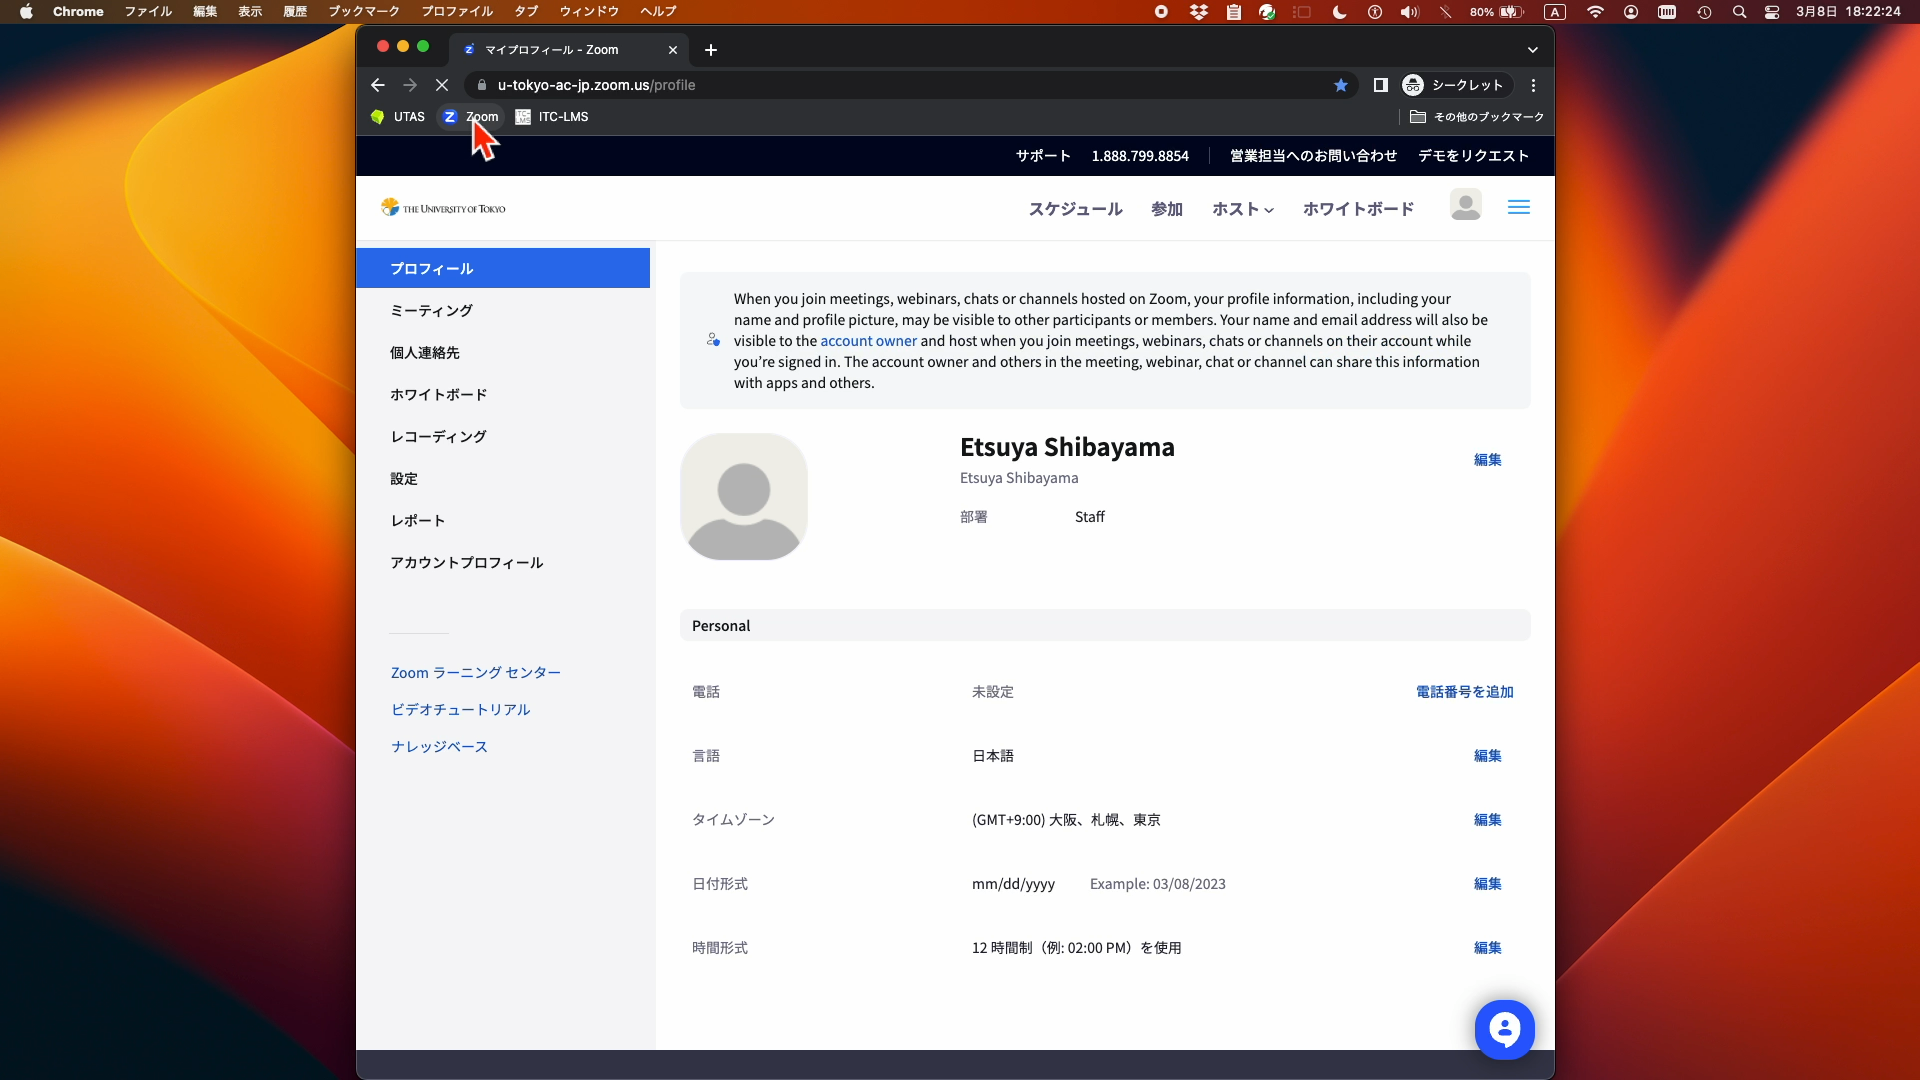 Chrome ファイル 編集 表示 履歴 ブックマーク プロファイル タブ ウィンドウ ヘルプ 80% A 3月8日 18:22:24
マイプロフィール - Zoom
u-tokyo-ac-jp.zoom.us/profile シークレット
UTAS Zoom ITC-LMS その他のブックマーク
サポート 1.888.799.8854 営業担当へのお問い合わせ デモをリクエスト
THE UNIVERSITY OF TOKYO スケジュール 参加 ホスト ホワイトボード
プロフィール
ミーティング
個人連絡先
ホワイトボード
レコーディング
設定
レポート
アカウントプロフィール
Zoom ラーニング センター
ビデオチュートリアル
ナレッジベース
When you join meetings, webinars, chats or channels hosted on Zoom, your profile information, including your
name and profile picture, may be visible to other participants or members. Your name and email address will also be
visible to the account owner and host when you join meetings, webinars, chats or channels on their account while
you're signed in. The account owner and others in the meeting, webinar, chat or channel can share this information
with apps and others.
Etsuya Shibayama
編集
Etsuya Shibayama
部署 Staff
Personal
電話 未設定 電話番号を追加
言語 日本語 編集
タイムゾーン (GMT+9:00) 大阪、札幌、東京 編集
日付形式 mm/dd/yyyy Example: 03/08/2023 編集
時間形式 12 時間制（例: 02:00 PM）を使用 編集